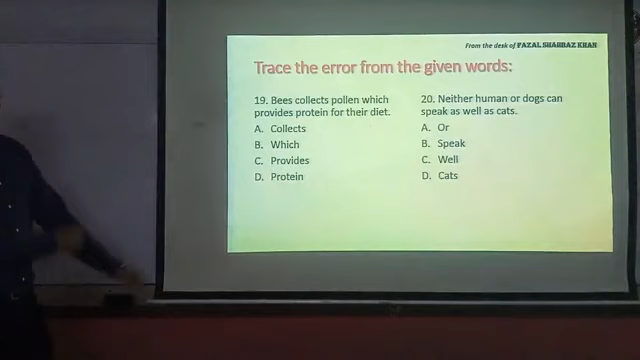 From the desk of FAZAL SHAHBAZ KHAN
Trace the error from the given words:
19. Bees collects pollen which
provides protein for their diet.
A. Collects
B. Which
C. Provides
D. Protein
20. Neither human or dogs can
speak as well as cats.
A. Or
B. Speak
C. Well
D. Cats